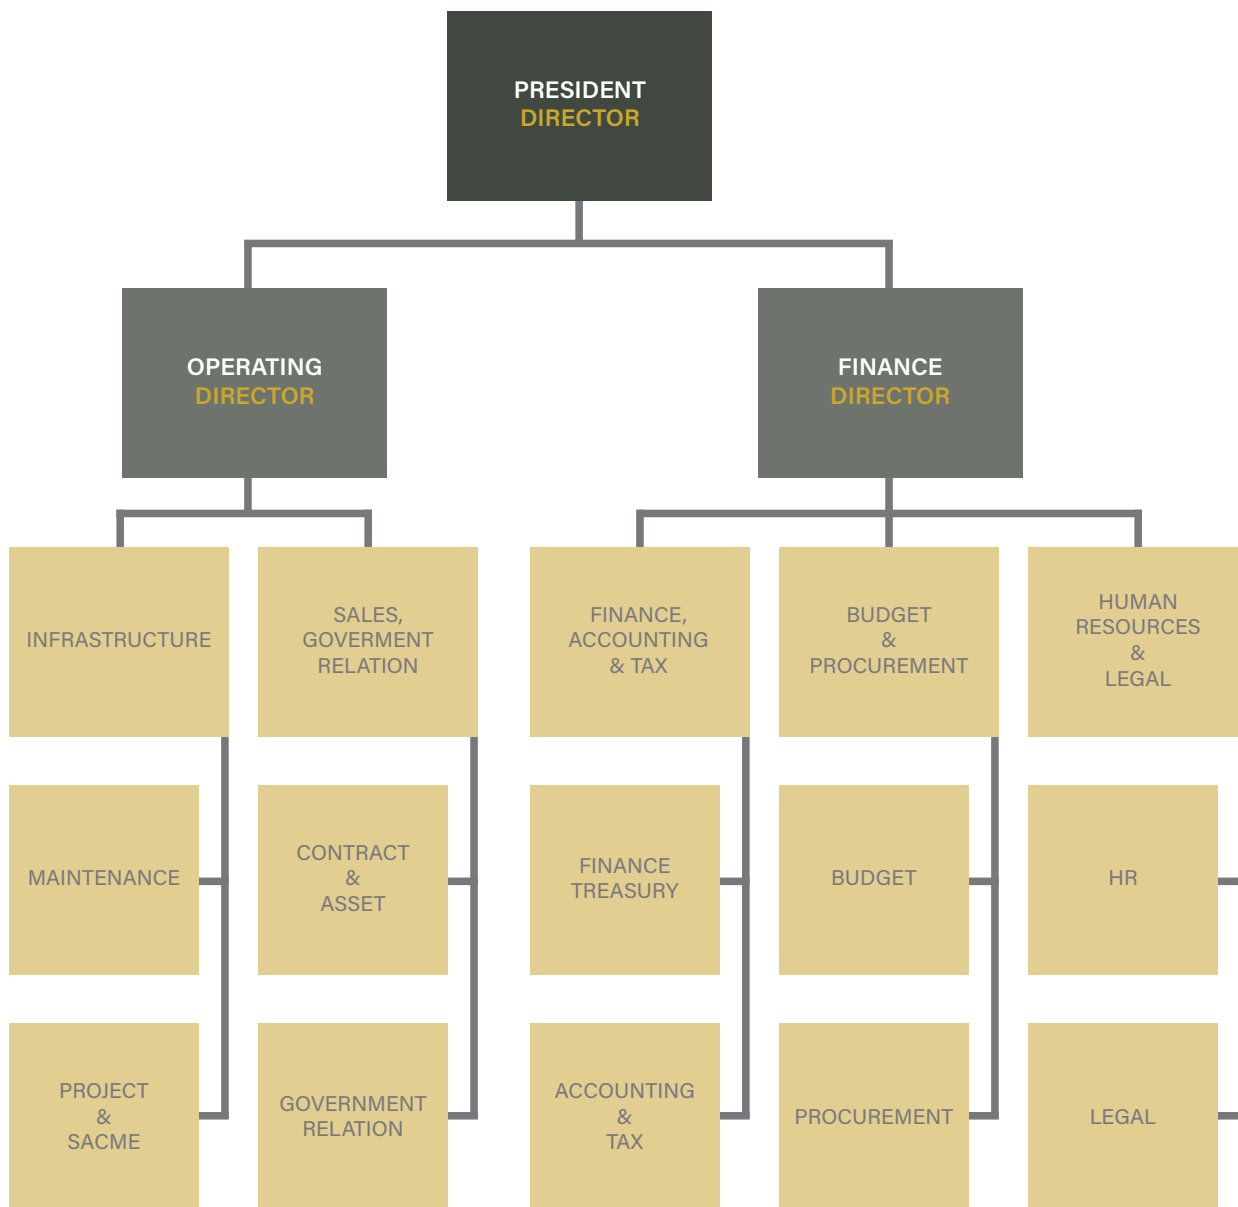 PRESIDENT
DIRECTOR
OPERATING
DIRECTOR
FINANCE
DIRECTOR
INFRASTRUCTURE
SALES,
GOVERMENT
RELATION
FINANCE,
ACCOUNTING
& TAX
BUDGET
&
PROCUREMENT
HUMAN
RESOURCES
&
LEGAL
MAINTENANCE
CONTRACT
&
ASSET
FINANCE
TREASURY
BUDGET
HR
PROJECT
&
SACME
GOVERNMENT
RELATION
ACCOUNTING
&
TAX
PROCUREMENT
LEGAL